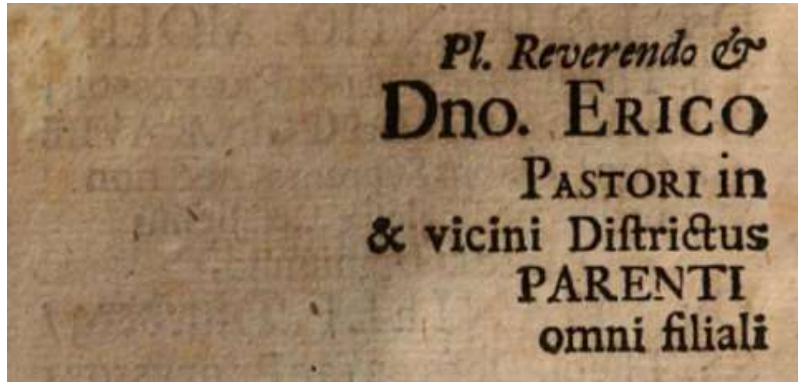 Pl. Reverendo &
Dno. ERICO
PASTORI in
& vicini Diſtrictus
PARENTI
omni filiali